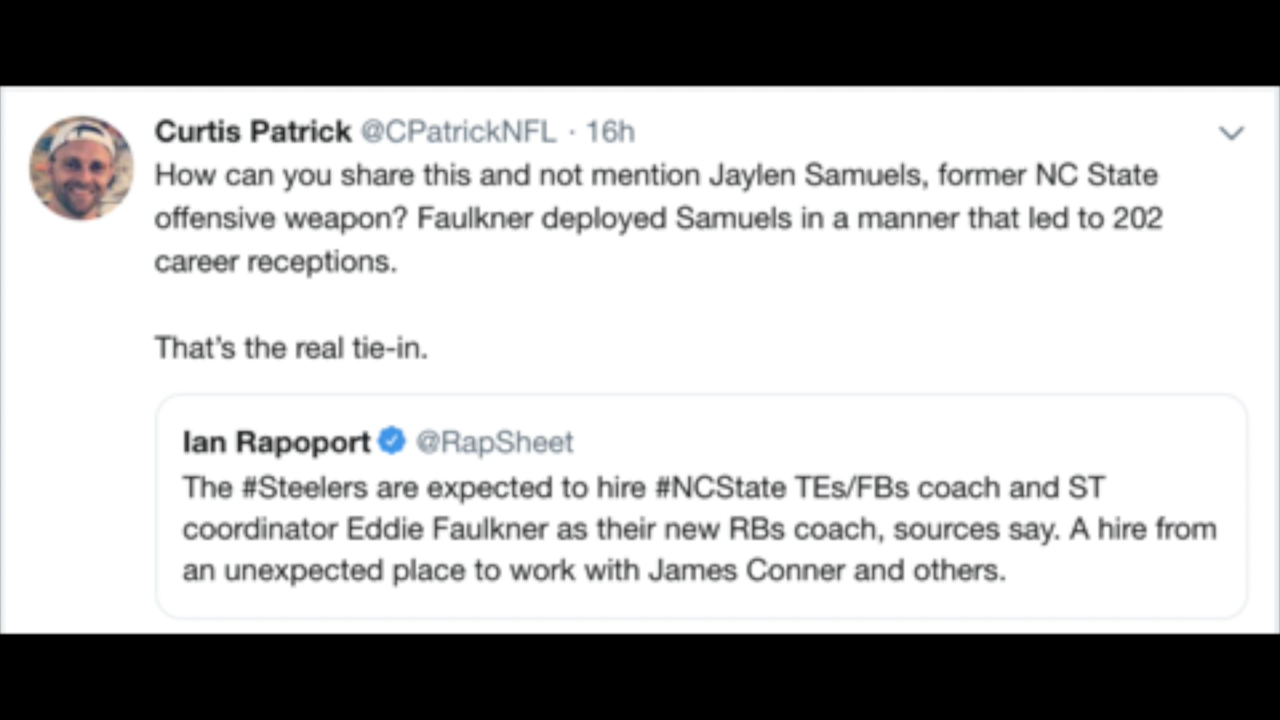 Curtis Patrick @CPatrickNFL · 16h
How can you share this and not mention Jaylen Samuels, former NC State
offensive weapon? Faulkner deployed Samuels in a manner that led to 202
career receptions.
That's the real tie-in.
Ian Rapoport @RapSheet
The #Steelers are expected to hire #NCState TEs/FBs coach and ST
coordinator Eddie Faulkner as their new RBs coach, sources say. A hire from
an unexpected place to work with James Conner and others.